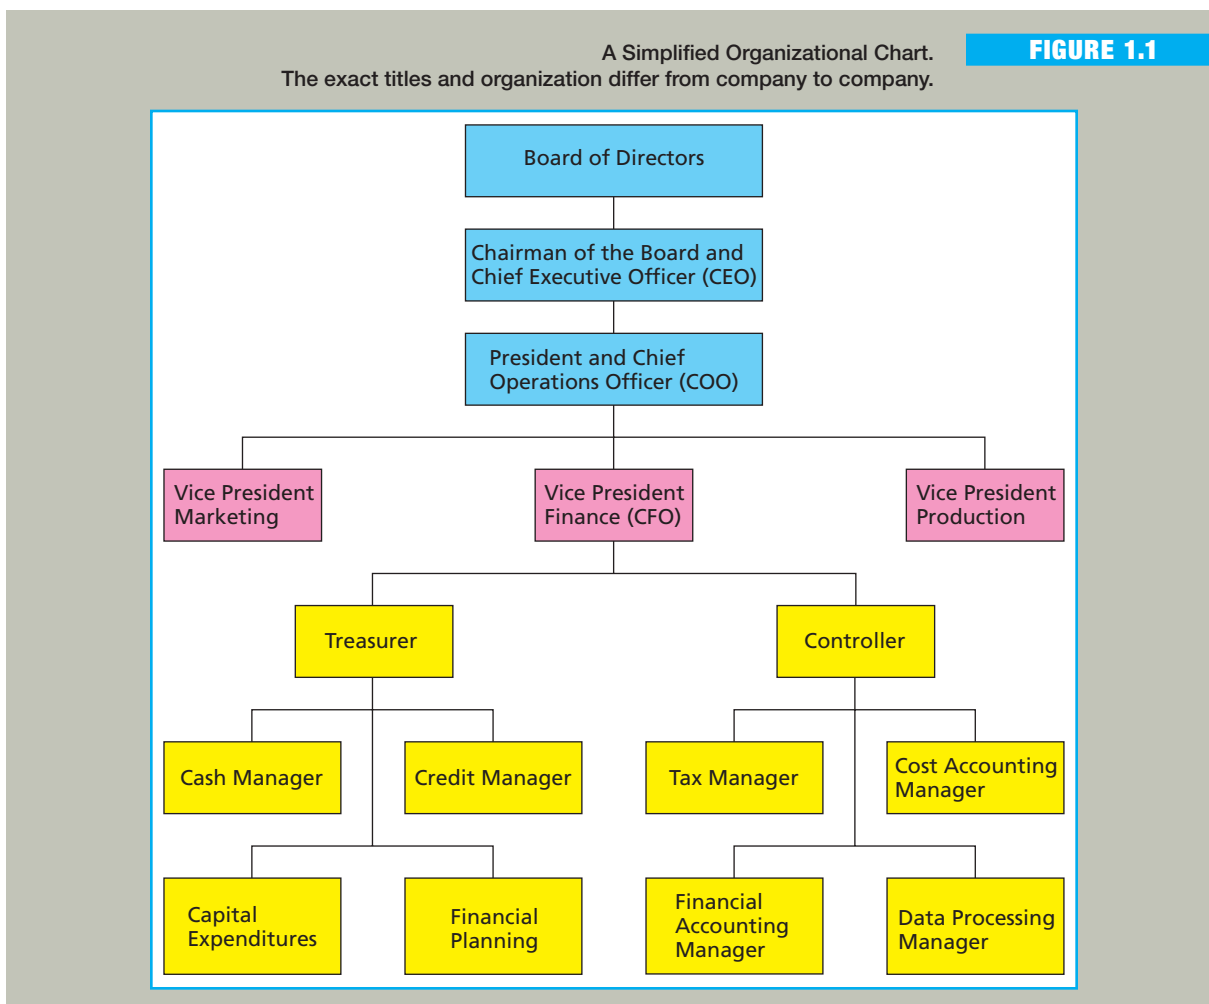 A Simplified Organizational Chart.
The exact titles and organization differ from company to company.
FIGURE 1.1
Board of Directors
Chairman of the Board and
Chief Executive Officer (CEO)
President and Chief
Operations Officer (COO)
Vice President
Marketing
Vice President
Finance (CFO)
Vice President
Production
Treasurer
Controller
Cash Manager
Credit Manager
Tax Manager
Cost Accounting
Manager
Capital
Expenditures
Financial
Planning
Financial
Accounting
Manager
Data Processing
Manager